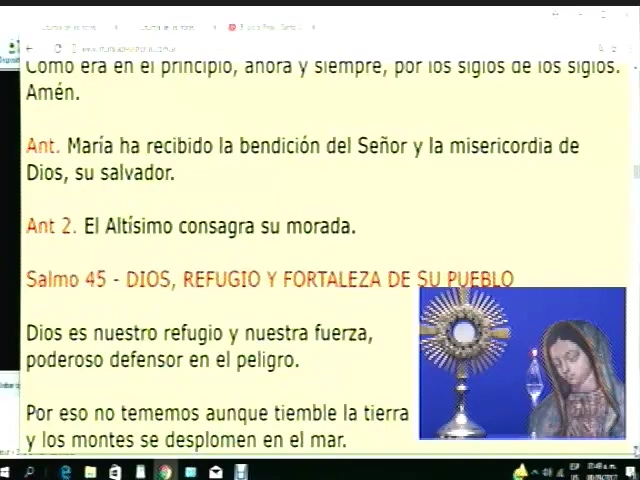 Como era en el principio, ahora y siempre, por los siglos de los siglos.
Amén.
Ant. María ha recibido la bendición del Señor y la misericordia de
Dios, su salvador.
Ant 2. El Altísimo consagra su morada.
Salmo 45 - DIOS, REFUGIO Y FORTALEZA DE SU PUEBLO
Dios es nuestro refugio y nuestra fuerza,
poderoso defensor en el peligro.
Por eso no tememos aunque tiemble la tierra
y los montes se desplomen en el mar.